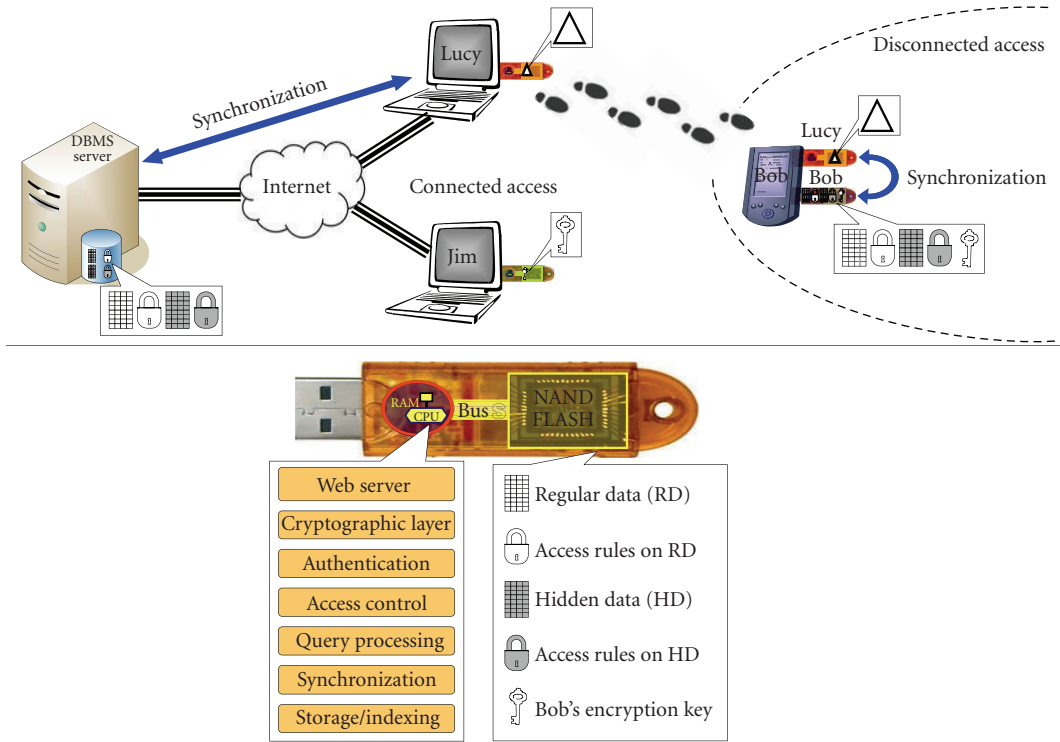 Lucy
Disconnected access
Synchronization
DBMS
server
Lucy
Internet
Connected access
Bob
Bob
Synchronization
Jim
RAM
CPU
Bus
NAND
FLASH
Web server
Regular data (RD)
Cryptographic layer
Access rules on RD
Authentication
Access control
Hidden data (HD)
Query processing
Access rules on HD
Synchronization
Storage/indexing
Bob's encryption key